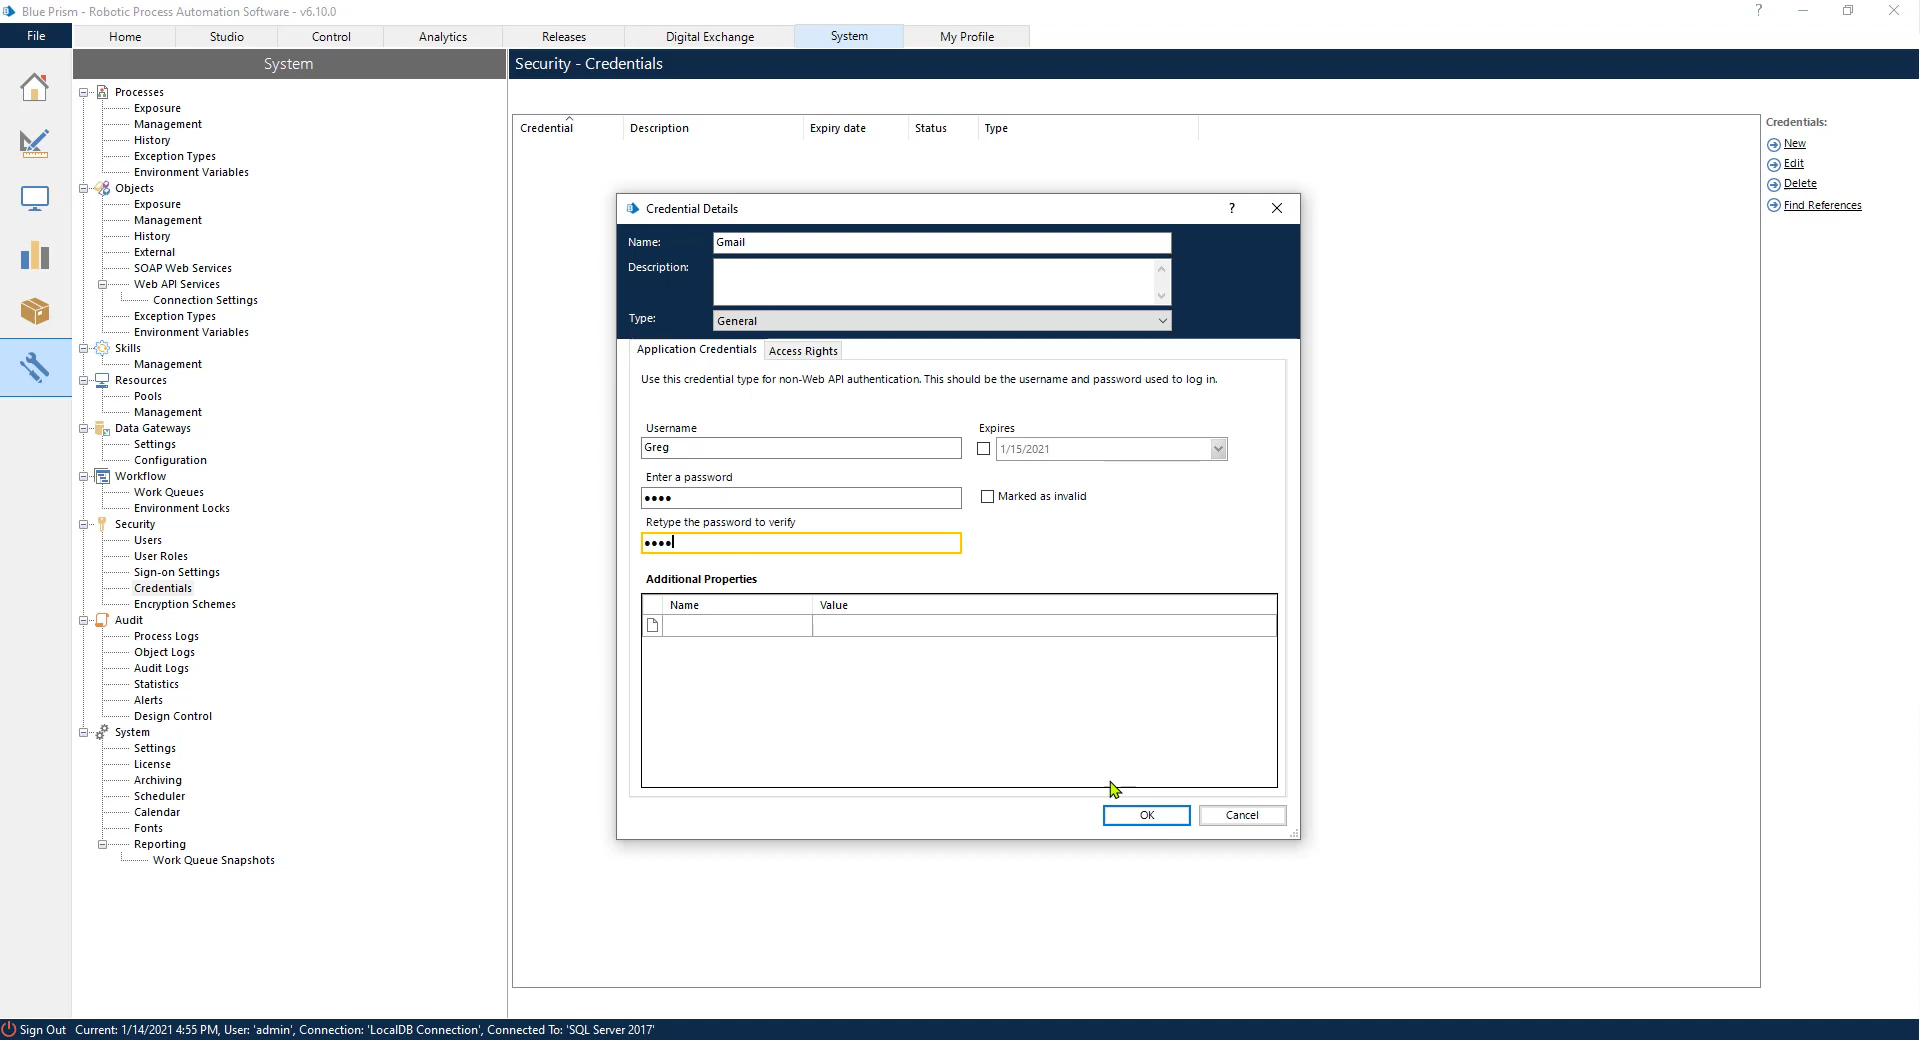 Blue Prism - Robotic Process Automation Software - v6.10.0
?
File
Home
Studio
Control
Analytics
Releases
Digital Exchange
System
My Profile
System
Security - Credentials
Processes
Exposure
Management
History
Exception Types
Environment Variables
Objects
Exposure
Management
History
External
SOAP Web Services
Web API Services
Connection Settings
Exception Types
Environment Variables
Skills
Management
Resources
Pools
Management
Data Gateways
Settings
Configuration
Workflow
Work Queues
Environment Locks
Security
Users
User Roles
Sign-on Settings
Credentials
Encryption Schemes
Audit
Process Logs
Object Logs
Audit Logs
Statistics
Alerts
Design Control
System
Settings
License
Archiving
Scheduler
Calendar
Fonts
Reporting
Work Queue Snapshots
Credential
Description
Expiry date
Status
Type
Credentials:
New
Edit
Delete
Find References
Credential Details
?
Name:
Gmail
Description:
Type:
General
Application Credentials
Access Rights
Use this credential type for non-Web API authentication. This should be the username and password used to log in.
Username
Expires
Greg
1/15/2021
Enter a password
••••
Marked as invalid
Retype the password to verify
••••
Additional Properties
Name
Value
OK
Cancel
Sign Out
Current: 1/14/2021 4:55 PM, User: 'admin', Connection: 'LocalDB Connection', Connected To: 'SQL Server 2017'